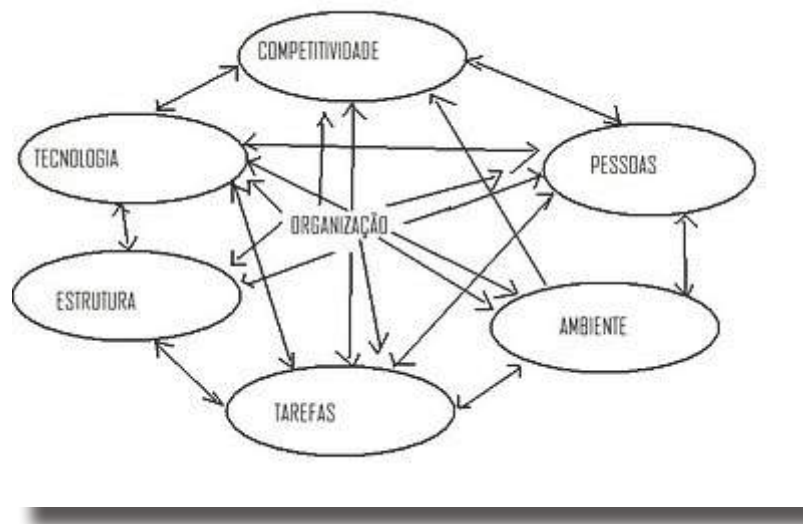 COMPETITIVIDADE
TECNOLOGIA
PESSOAS
ORGANIZAÇÃO
ESTRUTURA
AMBIENTE
TAREFAS